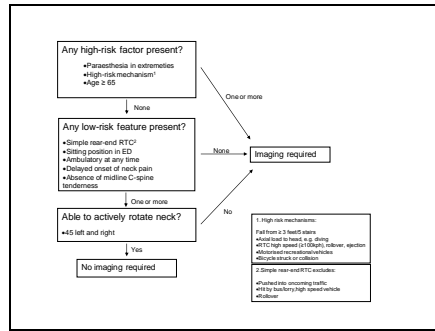 Any high-risk factor present?
•Paraesthesia in extremeties
•High-risk mechanism¹
•Age ≥ 65
One or more
None
Any low-risk feature present?
•Simple rear-end RTC²
•Sitting position in ED
•Ambulatory at any time
•Delayed onset of neck pain
•Absence of midline C-spine
tenderness
None
Imaging required
One or more
No
Able to actively rotate neck?
•45 left and right
Yes
No imaging required
1. High risk mechanisms:
Fall from ≥ 3 feet/5 stairs
•Axial load to head, e.g. diving
•RTC high speed (≥100kph), rollover, ejection
•Motorised recreational vehicles
•Bicycle struck or collision
2.Simple rear-end RTC excludes:
•Pushed into oncoming traffic
•Hit by bus/lorry,high speed vehicle
•Rollover